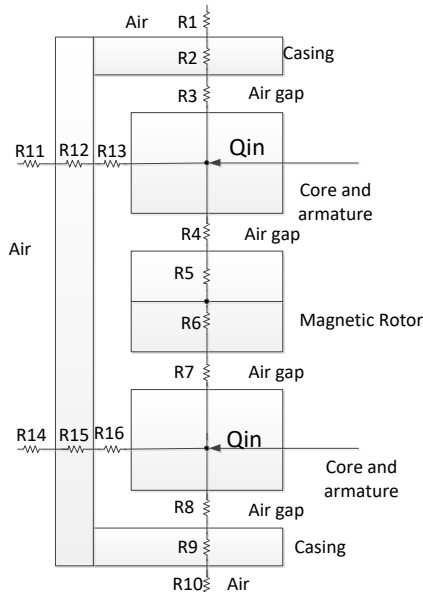 Air R1
R2 Casing
R3 Air gap
R11 R12 R13 Qin
Core and
armature
R4 Air gap
Air
R5
R6 Magnetic Rotor
R7 Air gap
R14 R15 R16 Qin
Core and
armature
R8 Air gap
R9 Casing
R10 Air